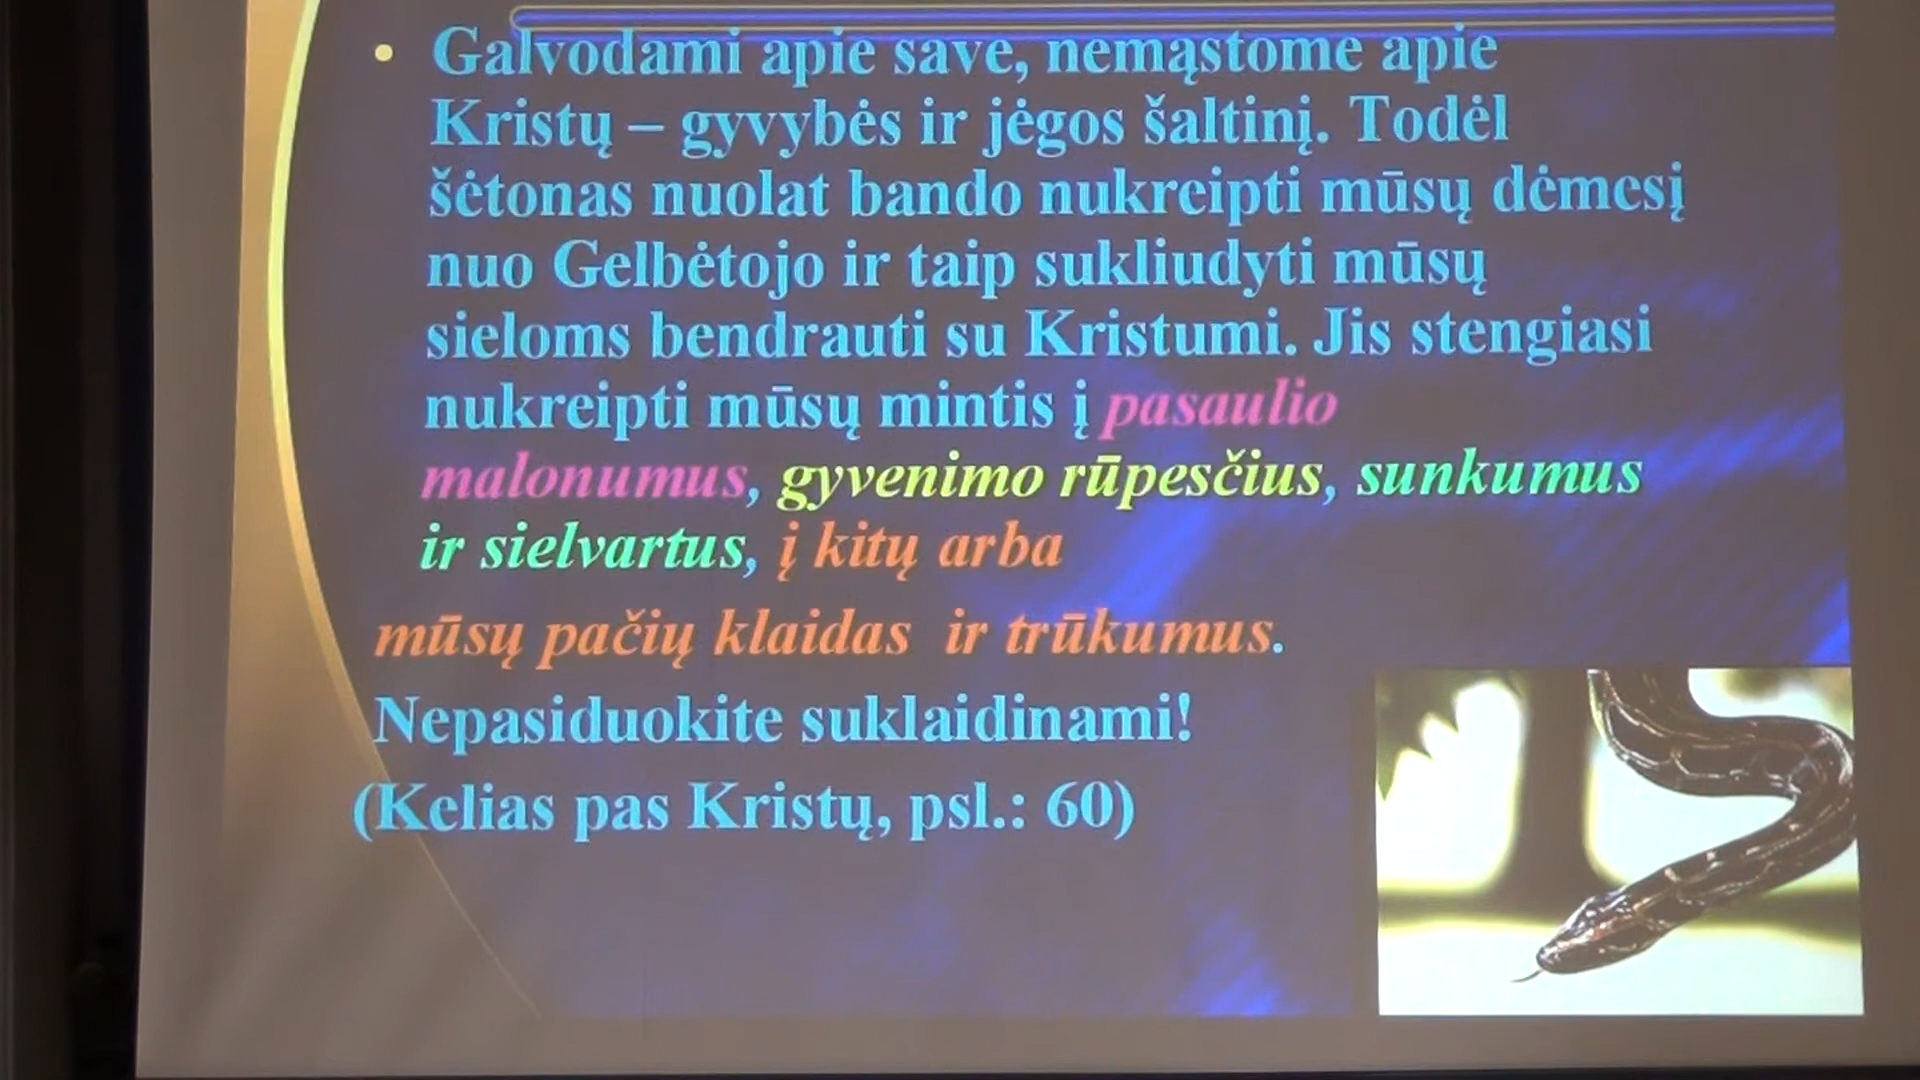 • Galvodami apie save, nemąstome apie
Kristų – gyvybės ir jėgos šaltinį. Todėl
šėtonas nuolat bando nukreipti mūsų dėmesį
nuo Gelbėtojo ir taip sukliudyti mūsų
sieloms bendrauti su Kristumi. Jis stengiasi
nukreipti mūsų mintis į pasaulio
malonumus, gyvenimo rūpesčius, sunkumus
ir sielvartus, į kitų arba
mūsų pačių klaidas ir trūkumus.
Nepasiduokite suklaidinami!
(Kelias pas Kristų, psl.: 60)